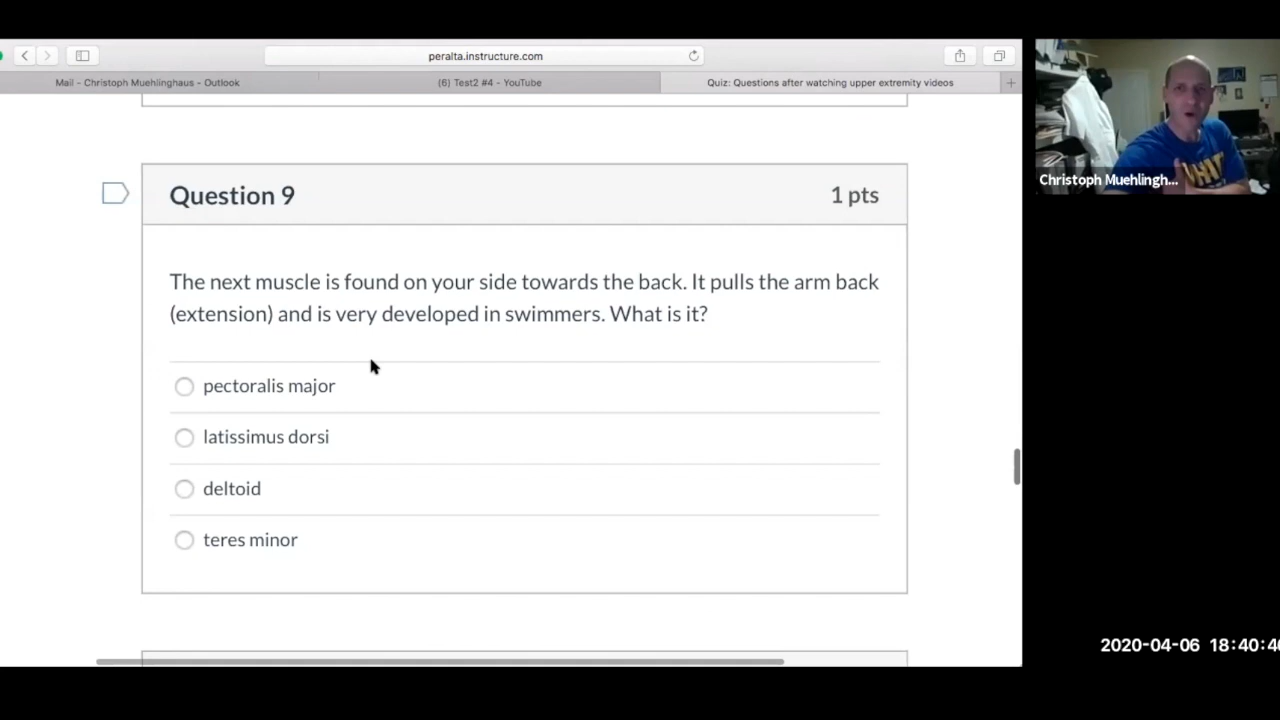 peralta.instructure.com
Mail – Christoph Muehlinghaus – Outlook
(6) Test2 #4 – YouTube
Quiz: Questions after watching upper extremity videos
Christoph Muehlingh...
Question 9
1 pts
The next muscle is found on your side towards the back. It pulls the arm back
(extension) and is very developed in swimmers. What is it?
pectoralis major
latissimus dorsi
deltoid
teres minor
2020-04-06 18:40:4